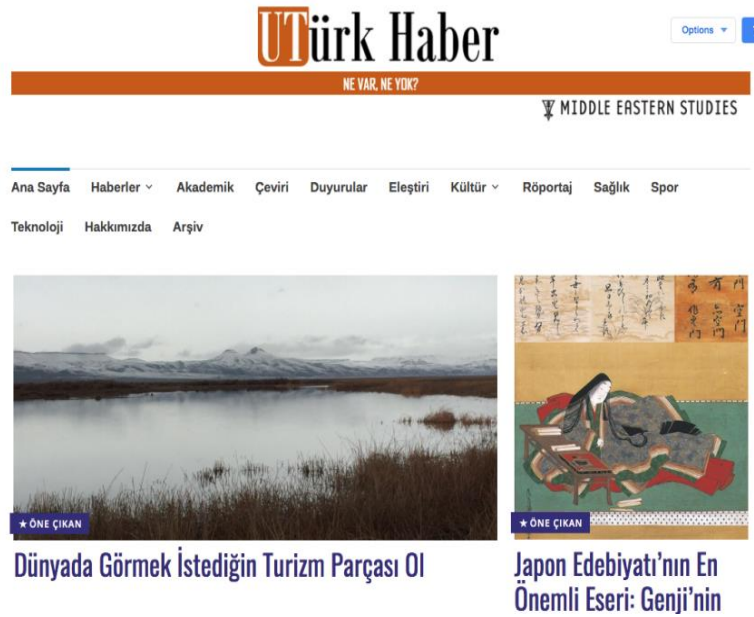 UTürk Haber
Options
NE VAR, NE YOK?
MIDDLE EASTERN STUDIES
Ana Sayfa Haberler Akademik Çeviri Duyurular Eleştiri Kültür Röportaj Sağlık Spor
Teknoloji Hakkımızda Arşiv
★ ÖNE ÇIKAN
Dünyada Görmek İstediğin Turizm Parçası Ol
★ ÖNE ÇIKAN
Japon Edebiyatı’nın En
Önemli Eseri: Genji’nin